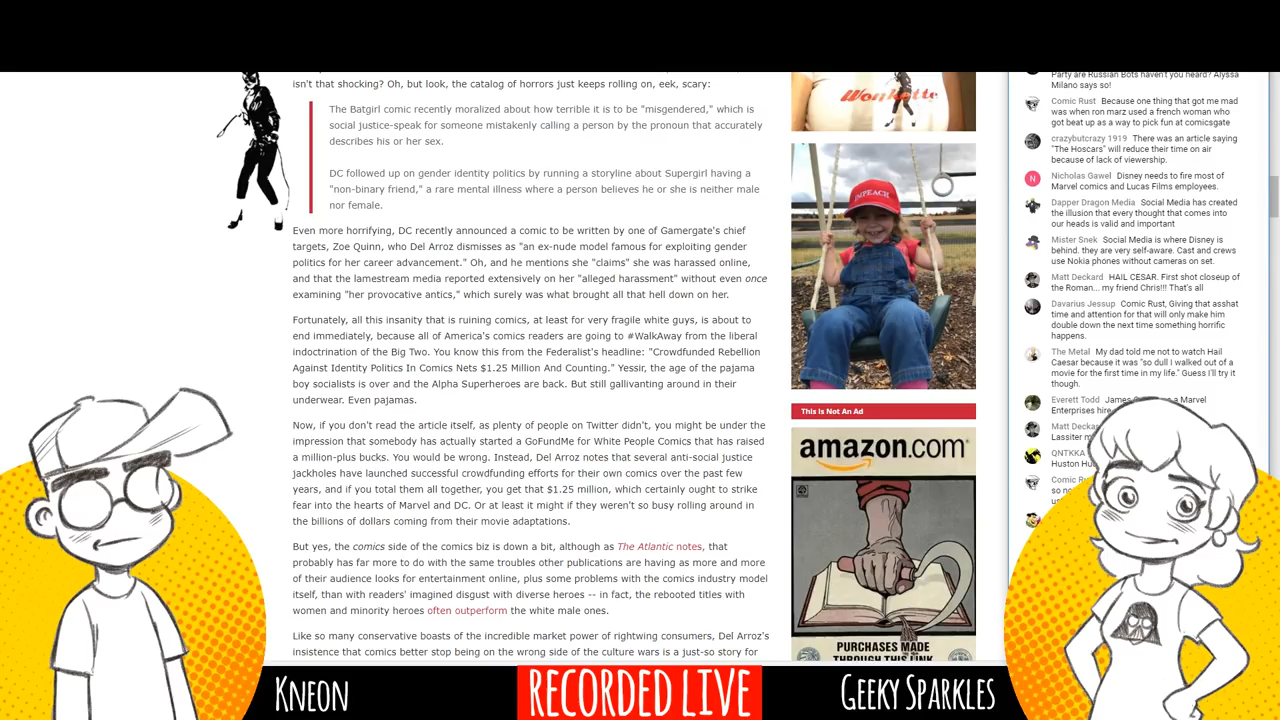 isn't that shocking? Oh, but look, the catalog of horrors just keeps rolling on, eek, scary:
The Batgirl comic recently moralized about how terrible it is to be "misgendered," which is
social justice-speak for someone mistakenly calling a person by the pronoun that accurately
describes his or her sex.
DC followed up on gender identity politics by running a storyline about Supergirl having a
"non-binary friend," a rare mental illness where a person believes he or she is neither male
nor female.
Even more horrifying, DC recently announced a comic to be written by one of Gamergate's chief
targets, Zoe Quinn, who Del Arroz dismisses as "an ex-nude model famous for exploiting gender
politics for her career advancement." Oh, and he mentions she "claims" she was harassed online,
and that the lamestream media reported extensively on her "alleged harassment" without even once
examining "her provocative antics," which surely was what brought all that hell down on her.
Fortunately, all this insanity that is ruining comics, at least for very fragile white guys, is about to
end immediately, because all of America's comics readers are going to #WalkAway from the liberal
indoctrination of the Big Two. You know this from the Federalist's headline: "Crowdfunded Rebellion
Against Identity Politics In Comics Nets $1.25 Million And Counting." Yessir, the age of the pajama
boy socialists is over and the Alpha Superheroes are back. But still gallivanting around in their
underwear. Even pajamas.
Now, if you don't read the article itself, as plenty of people on Twitter didn't, you might be under the
impression that somebody has actually started a GoFundMe for White People Comics that has raised
a million-plus bucks. You would be wrong. Instead, Del Arroz notes that several anti-social justice
jackholes have launched successful crowdfunding efforts for their own comics over the past few
years, and if you total them all together, you get that $1.25 million, which certainly ought to strike
fear into the hearts of Marvel and DC. Or at least it might if they weren't so busy rolling around in
the billions of dollars coming from their movie adaptations.
But yes, the comics side of the comics biz is down a bit, although as The Atlantic notes, that
probably has far more to do with the same troubles other publications are having as more and more
of their audience looks for entertainment online, plus some problems with the comics industry model
itself, than with readers' imagined disgust with diverse heroes -- in fact, the rebooted titles with
women and minority heroes often outperform the white male ones.
Like so many conservative boasts of the incredible market power of rightwing consumers, Del Arroz's
insistence that comics better stop being on the wrong side of the culture wars is a just-so story for
Wonkette
IMPEACH
This Is Not An Ad
amazon.com
PURCHASES MADE
THROUGH THIS LINK
Party are Russian Bots haven't you heard? Alyssa
Milano says so!
Comic Rust Because one thing that got me mad
was when ron marz used a french woman who
got beat up as a way to pick fun at comicsgate
crazybutcrazy 1919 There was an article saying
"The Hoscars" will reduce their time on air
because of lack of viewership.
N
Nicholas Gawel Disney needs to fire most of
Marvel comics and Lucas Films employees.
Dapper Dragon Media Social Media has created
the illusion that every thought that comes into
our heads is valid and important
Mister Snek Social Media is where Disney is
behind. they are very self-aware. Cast and crews
use Nokia phones without cameras on set.
Matt Deckard HAIL CESAR. First shot closeup of
the Roman... my friend Chris!!! That's all
Davarius Jessup Comic Rust, Giving that asshat
time and attention for that will only make him
double down the next time something horrific
happens.
The Metal My dad told me not to watch Hail
Caesar because it was "so dull I walked out of a
movie for the first time in my life." Guess I'll try it
though.
Everett Todd James a Marvel
Enterprises hire
Matt
Lassiter
QNTKKA
Huston
Comic
so
Kneon
RECORDED LIVE
Geeky Sparkles